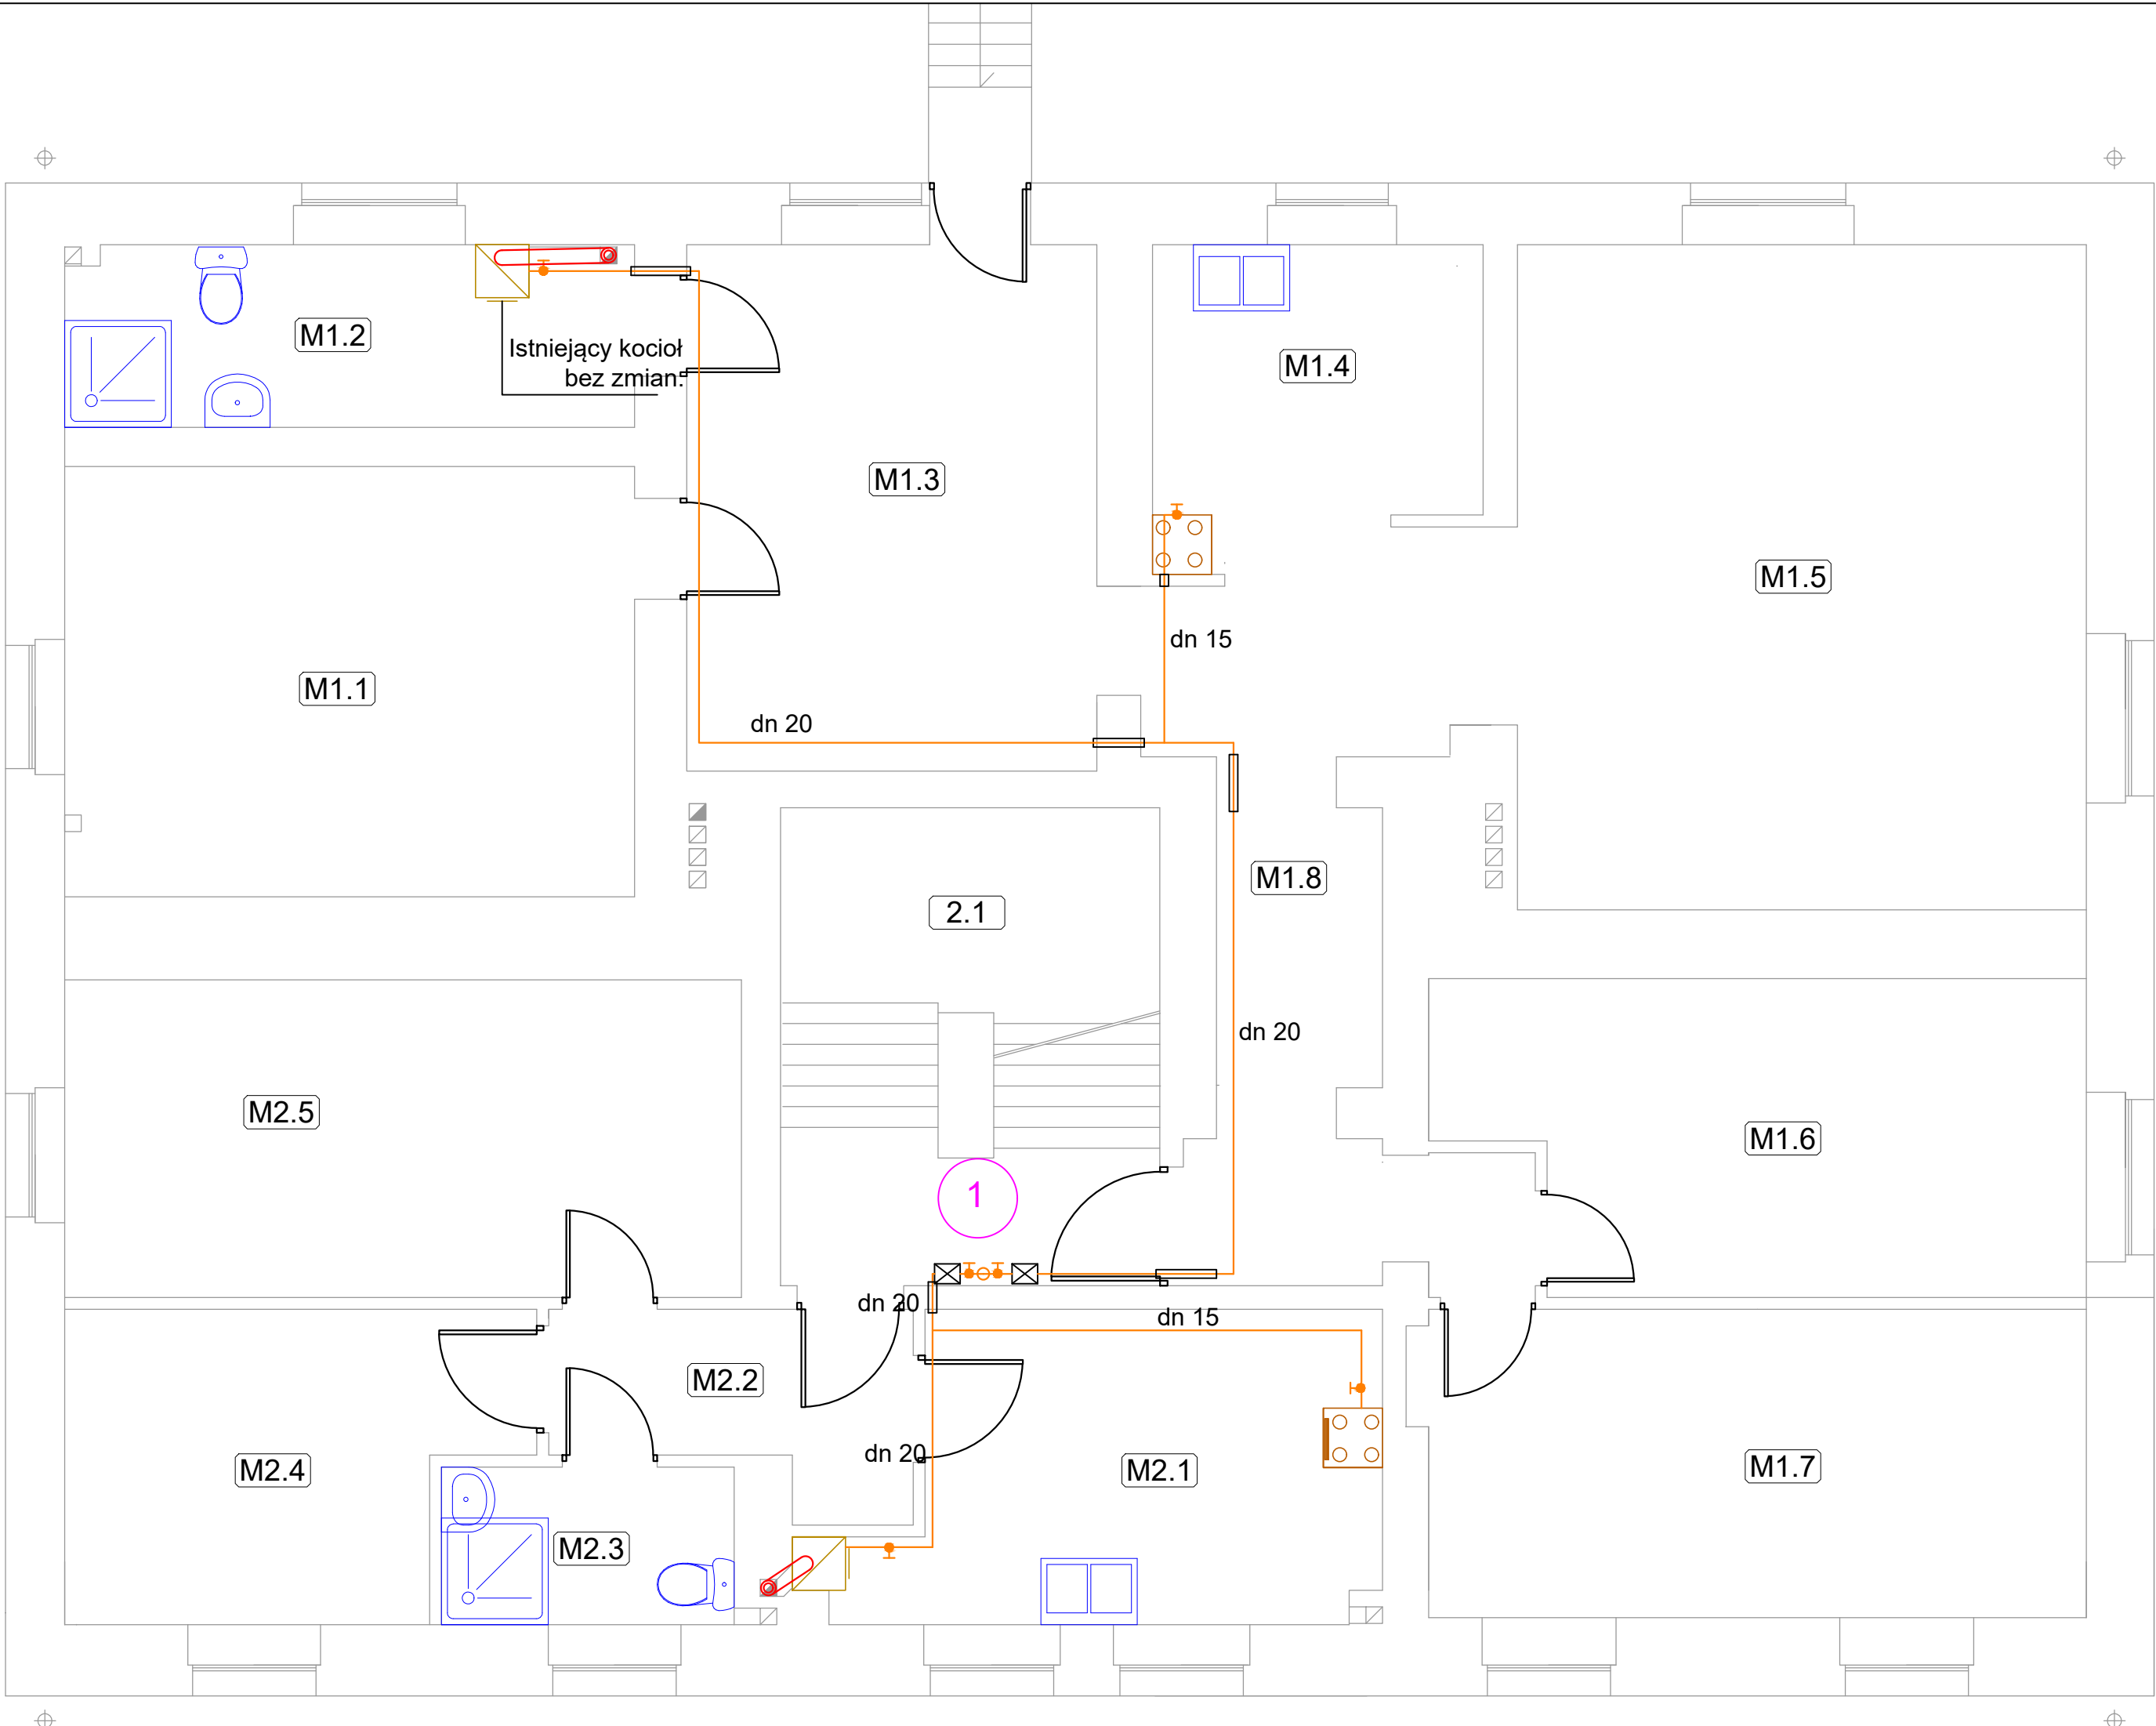 M1.2
Istniejący kocioł
bez zmian.
M1.4
M1.3
M1.5
dn 15
M1.1
dn 20
M1.8
2.1
dn 20
M2.5
M1.6
1
dn 20
dn 15
M2.2
dn 20
M2.4
M2.1
M1.7
M2.3